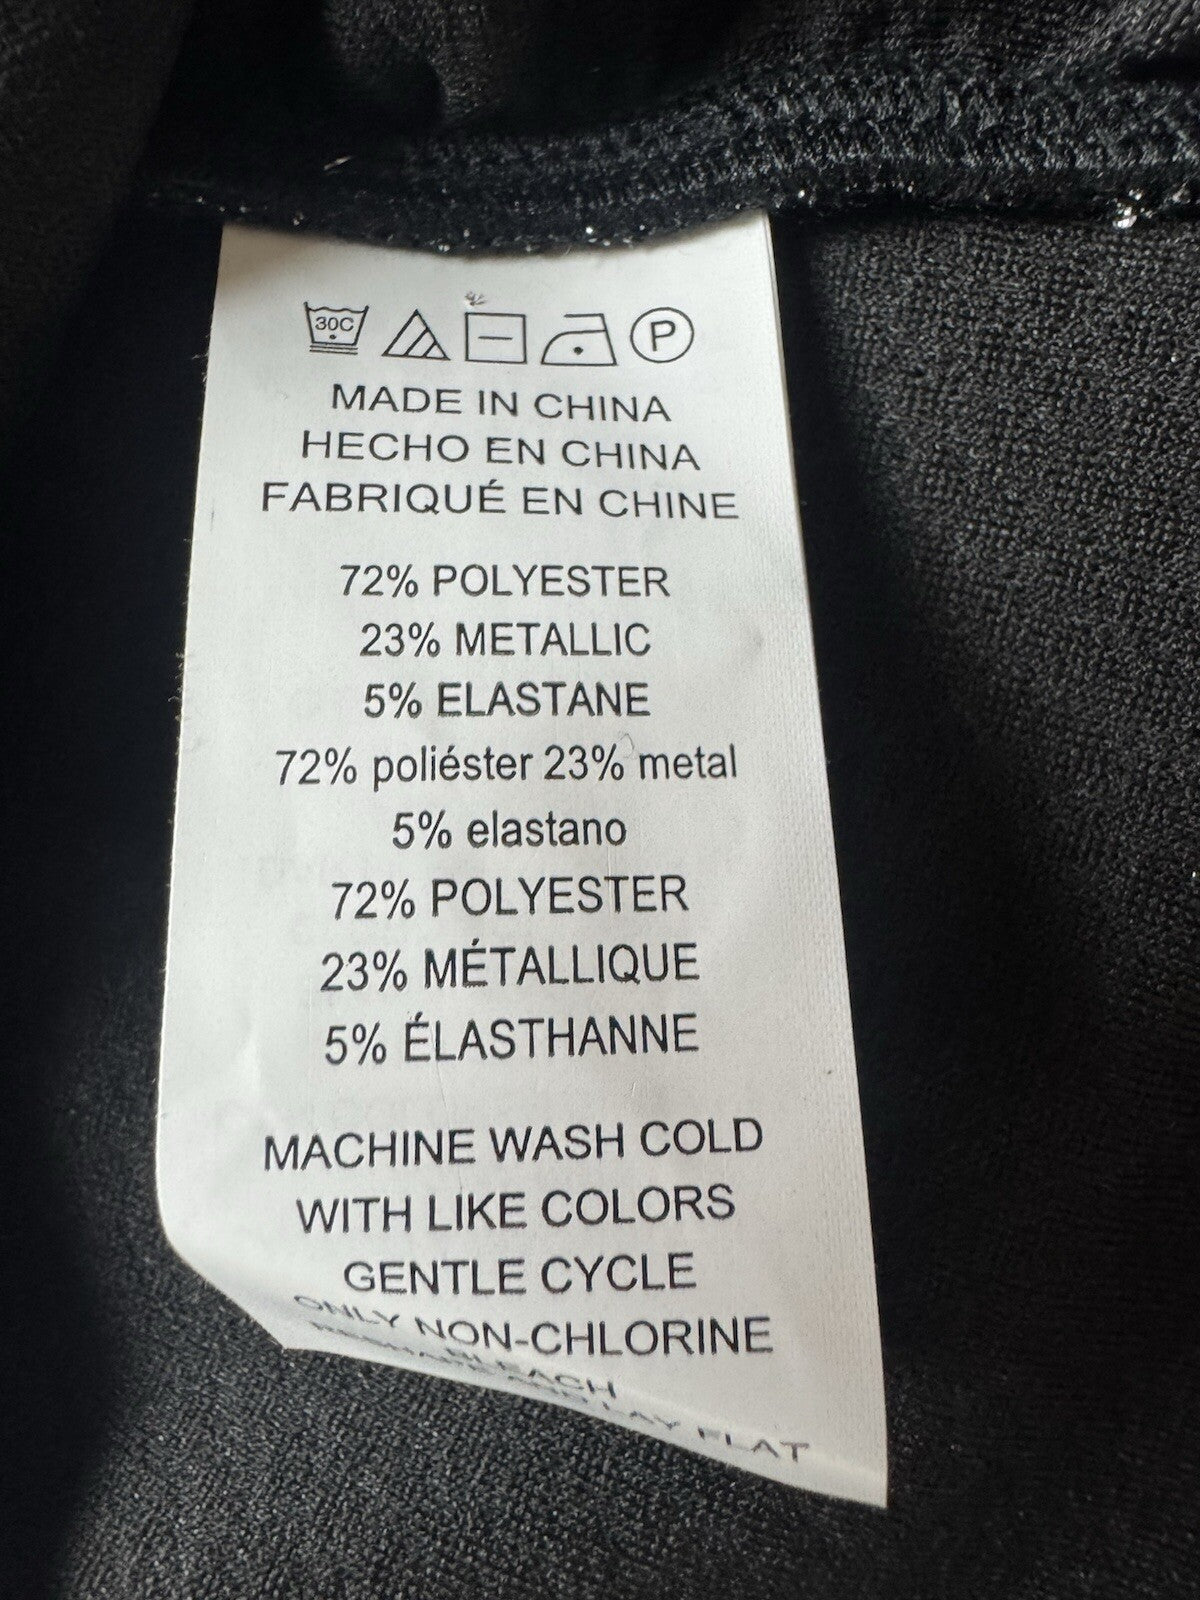 30C
P
MADE IN CHINA
HECHO EN CHINA
FABRIQUÉ EN CHINE
72% POLYESTER
23% METALLIC
5% ELASTANE
72% poliéster 23% metal
5% elastano
72% POLYESTER
23% MÉTALLIQUE
5% ÉLASTHANNE
MACHINE WASH COLD
WITH LIKE COLORS
GENTLE CYCLE
ONLY NON-CHLORINE
BLEACH
RESHAPE AND LAY FLAT